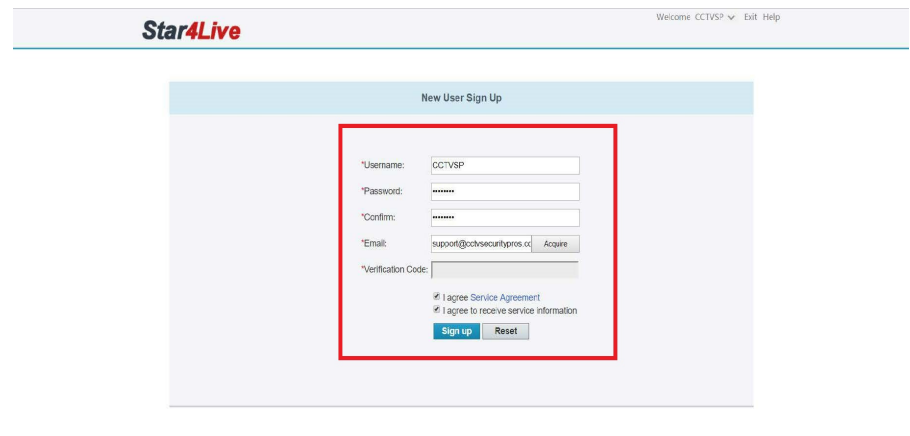 Star4Live
Welcome CCTVSP Exit Help
New User Sign Up
*Username: CCTVSP
*Password: ••••••••
*Confirm: ••••••••
*Email: support@cctvsecuritypros.cc Acquire
*Verification Code:
I agree Service Agreement
I agree to receive service information
Sign up Reset